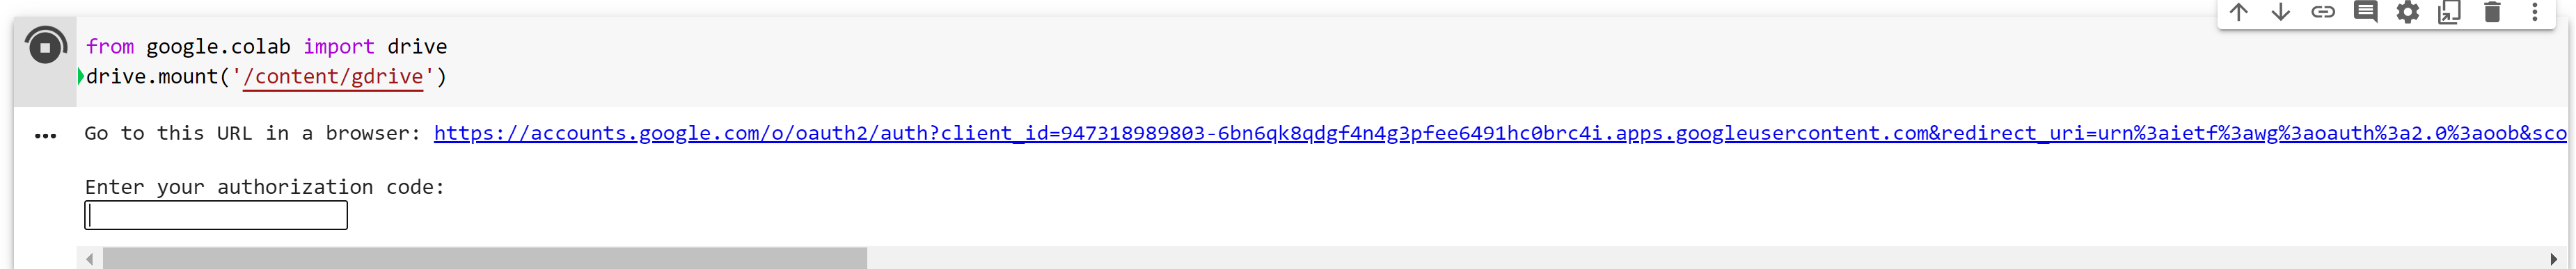 from google.colab import drive
drive.mount('/content/gdrive')
Go to this URL in a browser: https://accounts.google.com/o/oauth2/auth?client_id=947318989803-6bn6qk8qdgf4n4g3pfee6491hc0brc4i.apps.googleusercontent.com&redirect_uri=urn%3aietf%3awg%3aoauth%3a2.0%3aoob&sco
Enter your authorization code: